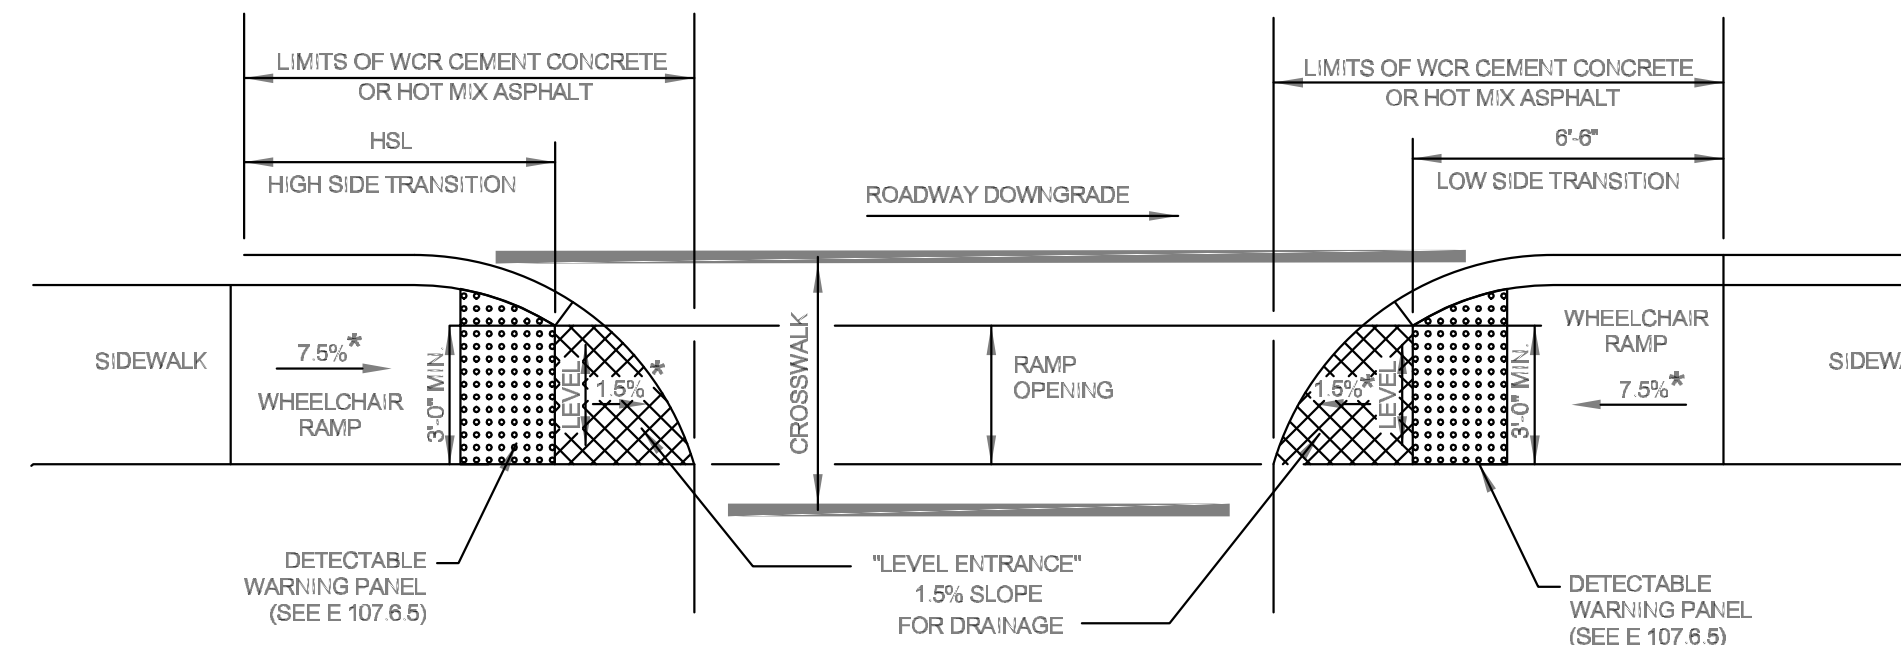 LIMITS OF WCR CEMENT CONCRETE
OR HOT MIX ASPHALT
HSL
HIGH SIDE TRANSITION
LIMITS OF WCR CEMENT CONCRETE
OR HOT MIX ASPHALT
6'-6"
LOW SIDE TRANSITION
ROADWAY DOWNGRADE
SIDEWALK
7.5%*
WHEELCHAIR
RAMP
3'-0" MIN.
LEVEL
1.5%*
CROSSWALK
RAMP
OPENING
1.5%*
LEVEL
3'-0" MIN.
WHEELCHAIR
RAMP
7.5%*
SIDEWA
DETECTABLE
WARNING PANEL
(SEE E 107.6.5)
"LEVEL ENTRANCE"
1.5% SLOPE
FOR DRAINAGE
DETECTABLE
WARNING PANEL
(SEE E 107.6.5)